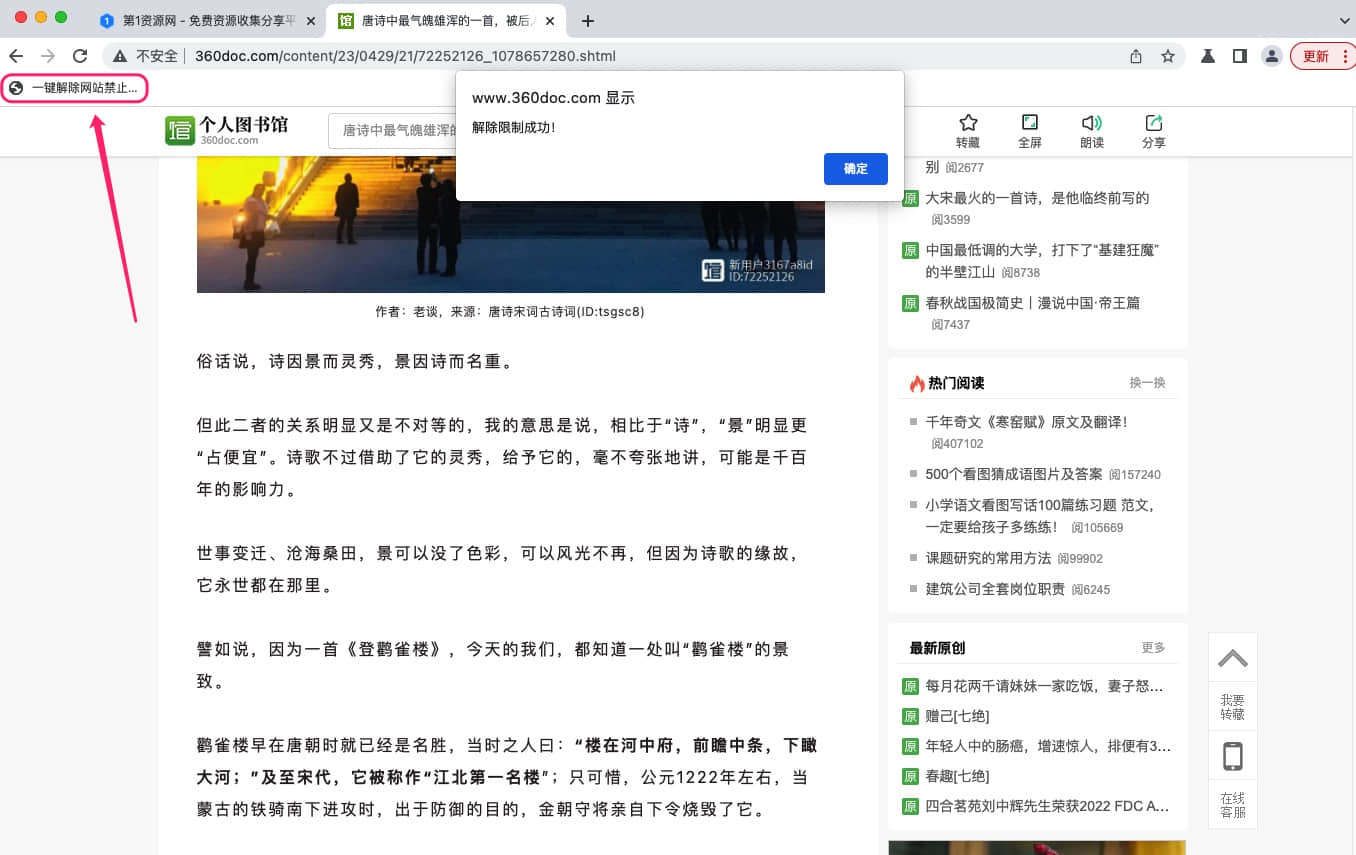 第1资源网 - 免费资源收集分享平
唐诗中最气魄雄浑的一首，被后
不安全
360doc.com/content/23/0429/21/72252126_1078657280.shtml
更新
一键解除网站禁止...
www.360doc.com 显示
解除限制成功！
确定
个人图书馆
360doc.com
唐诗中最气魄雄浑的
转藏
全屏
朗读
分享
新用户3167a8id
ID:72252126
作者：老谈，来源：唐诗宋词古诗词(ID:tsgsc8)
俗话说，诗因景而灵秀，景因诗而名重。
但此二者的关系明显又是不对等的，我的意思是说，相比于“诗”，“景”明显更
“占便宜”。诗歌不过借助了它的灵秀，给予它的，毫不夸张地讲，可能是千百
年的影响力。
世事变迁、沧海桑田，景可以没了色彩，可以风光不再，但因为诗歌的缘故，
它永世都在那里。
譬如说，因为一首《登鹳雀楼》，今天的我们，都知道一处叫“鹳雀楼”的景
致。
鹳雀楼早在唐朝时就已经是名胜，当时之人曰：“楼在河中府，前瞻中条，下瞰
大河；”及至宋代，它被称作“江北第一名楼”；只可惜，公元1222年左右，当
蒙古的铁骑南下进攻时，出于防御的目的，金朝守将亲自下令烧毁了它。
别 阅2677
原 大宋最火的一首诗，是他临终前写的
阅3599
原 中国最低调的大学，打下了“基建狂魔”
的半壁江山 阅8738
原 春秋战国极简史丨漫说中国·帝王篇
阅7437
热门阅读 换一换
千年奇文《寒窑赋》原文及翻译！
阅407102
500个看图猜成语图片及答案 阅157240
小学语文看图写话100篇练习题 范文，
一定要给孩子多练练！ 阅105669
课题研究的常用方法 阅99902
建筑公司全套岗位职责 阅6245
最新原创 更多
原 每月花两千请妹妹一家吃饭，妻子怒...
原 赠己[七绝]
原 年轻人中的肠癌，增速惊人，排便有3...
原 春趣[七绝]
原 四合茗苑刘中辉先生荣获2022 FDC A...
我要
转藏
在线
客服